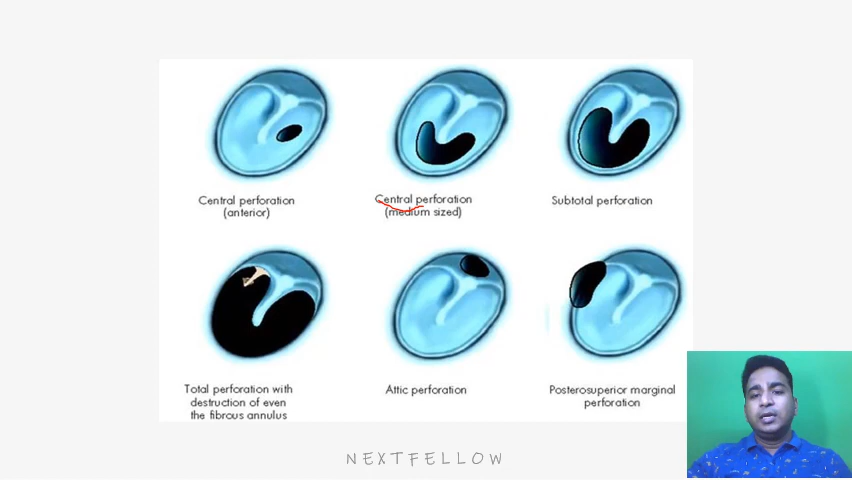 Central perforation
(anterior)
Central perforation
(medium sized)
Subtotal perforation
Total perforation with
destruction of even
the fibrous annulus
Attic perforation
Posterosuperior marginal
perforation
NEXTFELLOW